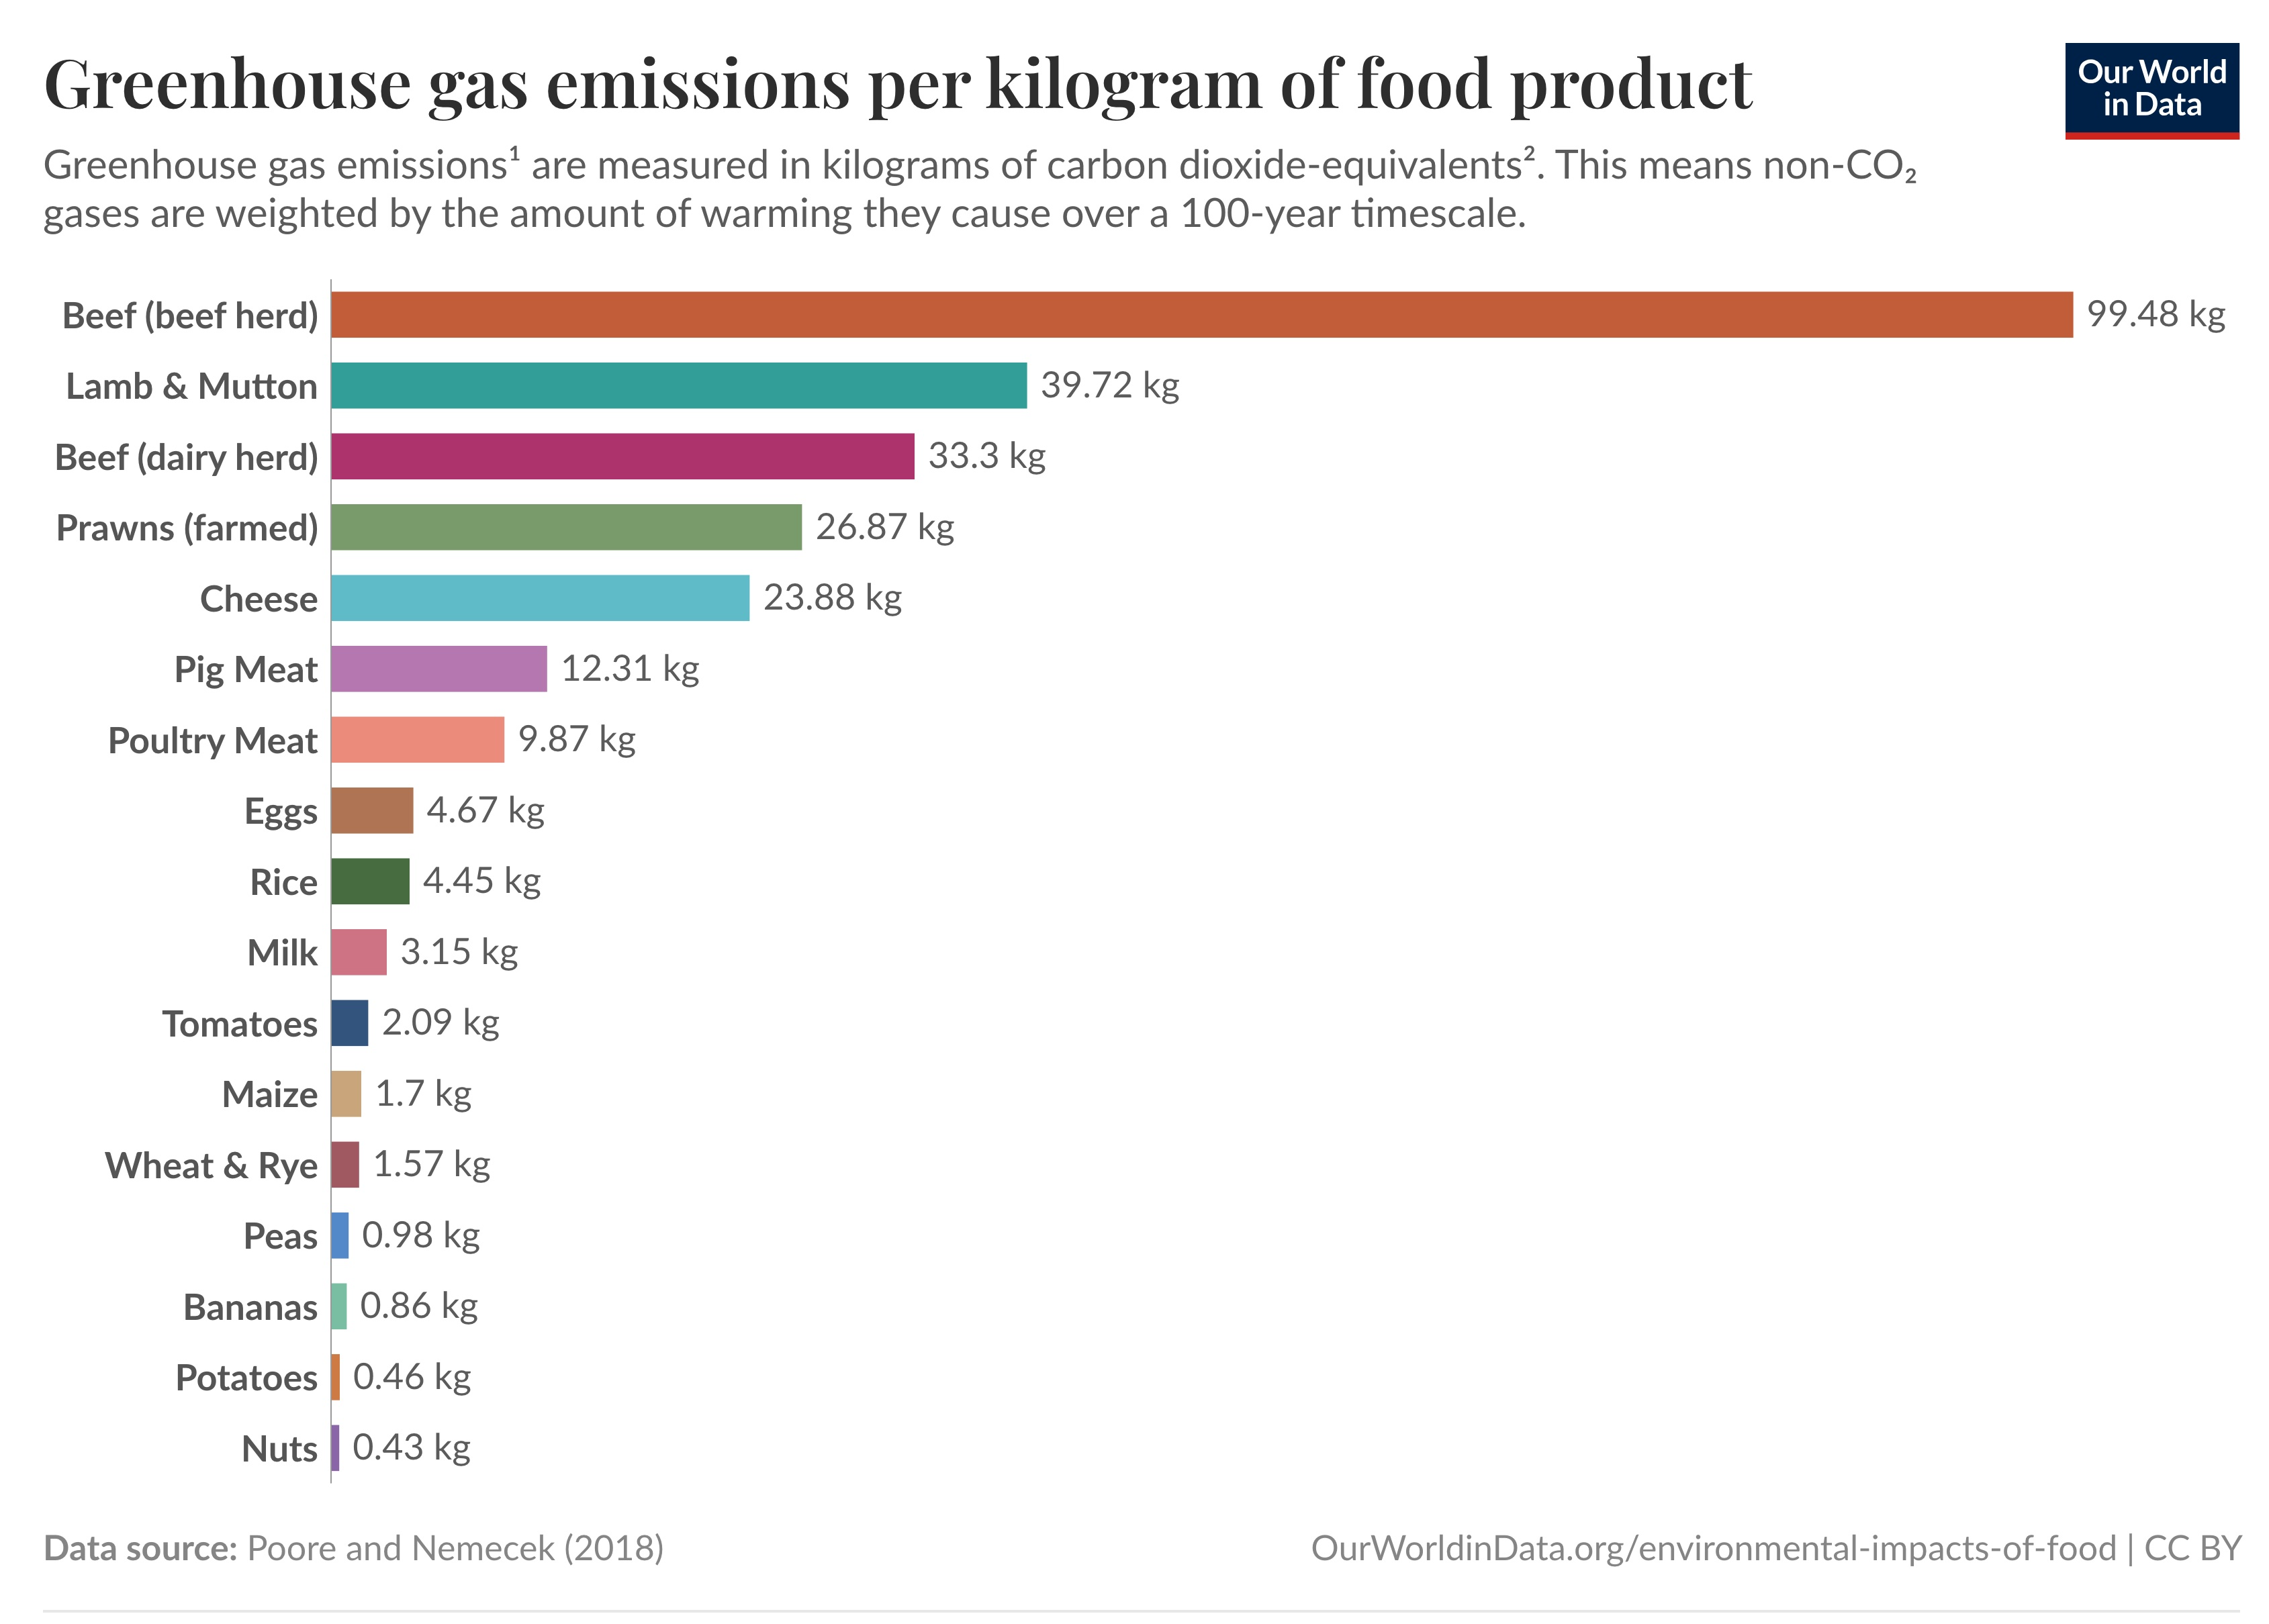 Greenhouse gas emissions per kilogram of food product
Our World
in Data
Greenhouse gas emissions¹ are measured in kilograms of carbon dioxide-equivalents². This means non-CO₂
gases are weighted by the amount of warming they cause over a 100-year timescale.
Beef (beef herd) 99.48 kg
Lamb & Mutton 39.72 kg
Beef (dairy herd) 33.3 kg
Prawns (farmed) 26.87 kg
Cheese 23.88 kg
Pig Meat 12.31 kg
Poultry Meat 9.87 kg
Eggs 4.67 kg
Rice 4.45 kg
Milk 3.15 kg
Tomatoes 2.09 kg
Maize 1.7 kg
Wheat & Rye 1.57 kg
Peas 0.98 kg
Bananas 0.86 kg
Potatoes 0.46 kg
Nuts 0.43 kg
Data source: Poore and Nemecek (2018)
OurWorldinData.org/environmental-impacts-of-food | CC BY